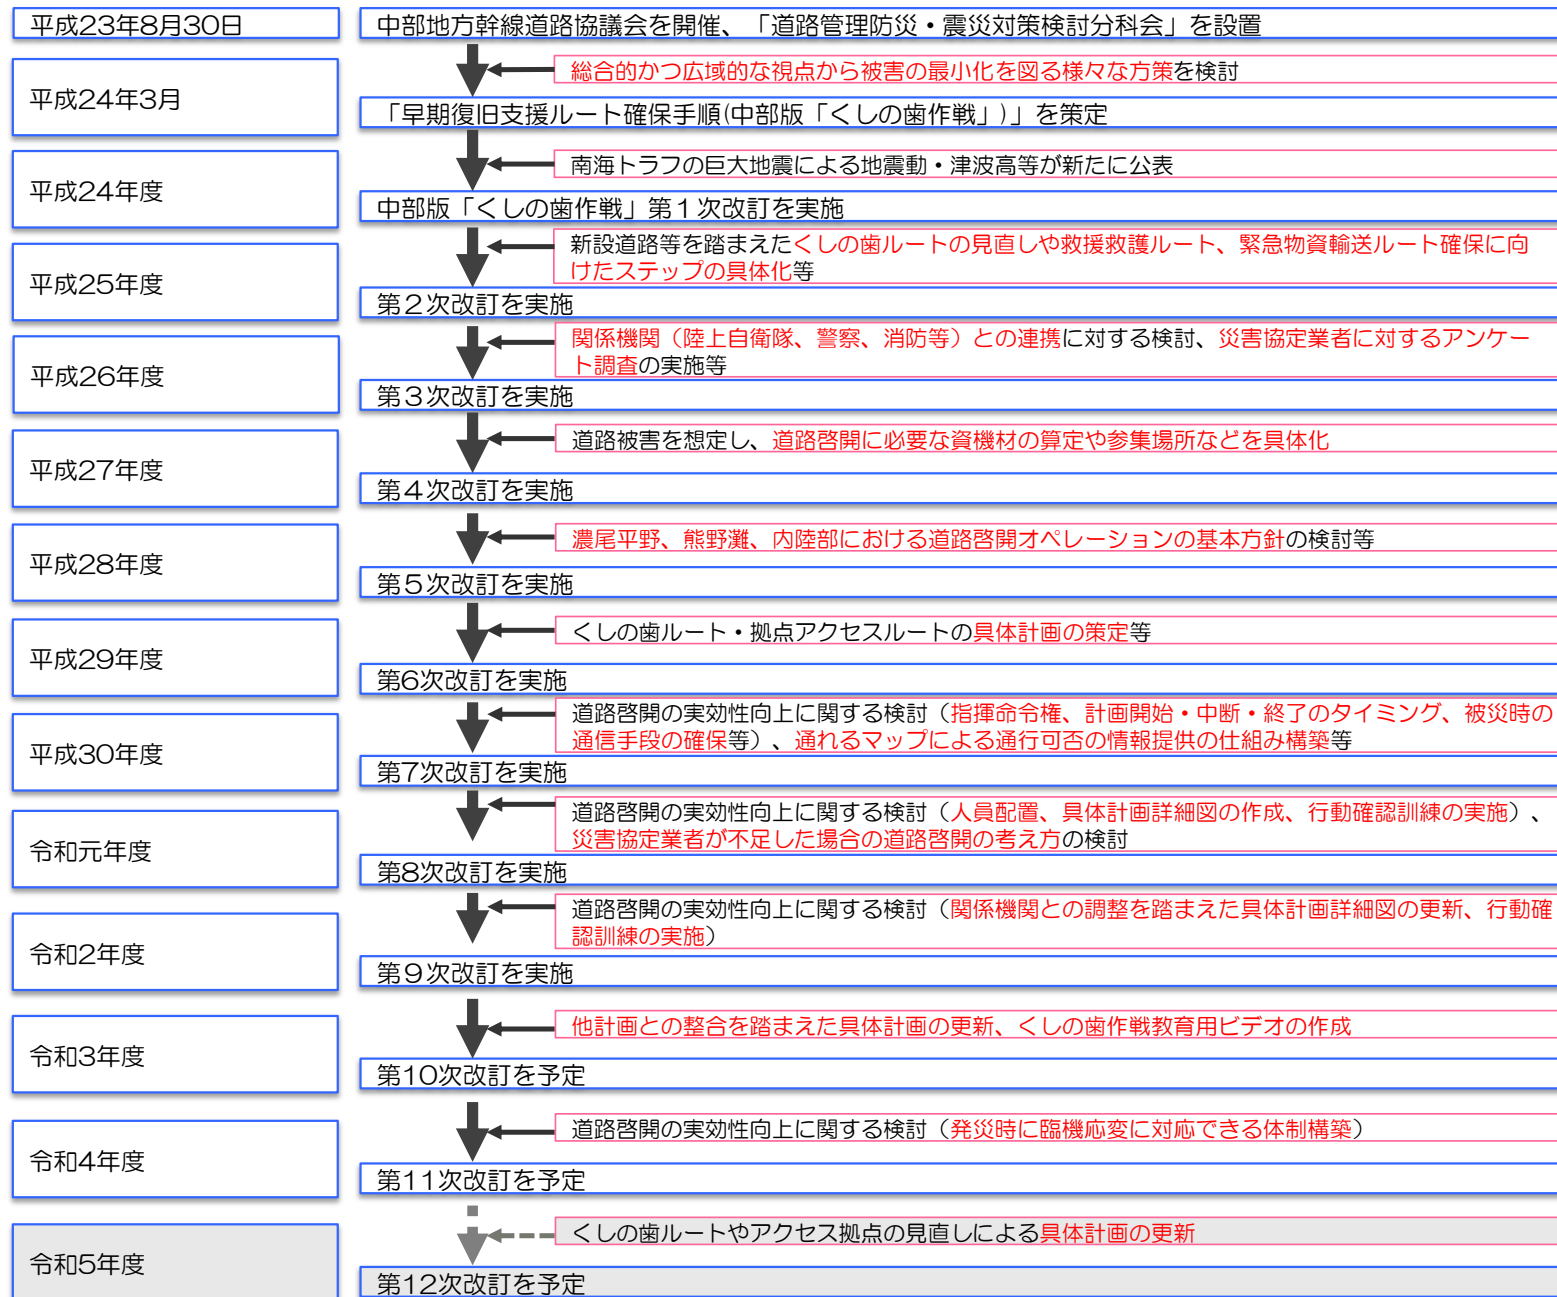 平成23年8月30日
中部地方幹線道路協議会を開催、「道路管理防災・震災対策検討分科会」を設置
総合的かつ広域的な視点から被害の最小化を図る様々な方策を検討
平成24年3月
「早期復旧支援ルート確保手順(中部版「くしの歯作戦」)」を策定
南海トラフの巨大地震による地震動・津波高等が新たに公表
平成24年度
中部版「くしの歯作戦」第１次改訂を実施
新設道路等を踏まえたくしの歯ルートの見直しや救援救護ルート、緊急物資輸送ルート確保に向
けたステップの具体化等
平成25年度
第２次改訂を実施
関係機関（陸上自衛隊、警察、消防等）との連携に対する検討、災害協定業者に対するアンケー
ト調査の実施等
平成26年度
第３次改訂を実施
道路被害を想定し、道路啓開に必要な資機材の算定や参集場所などを具体化
平成27年度
第４次改訂を実施
濃尾平野、熊野灘、内陸部における道路啓開オペレーションの基本方針の検討等
平成28年度
第５次改訂を実施
くしの歯ルート・拠点アクセスルートの具体計画の策定等
平成29年度
第6次改訂を実施
道路啓開の実効性向上に関する検討（指揮命令権、計画開始・中断・終了のタイミング、被災時の
通信手段の確保等）、通れるマップによる通行可否の情報提供の仕組み構築等
平成30年度
第7次改訂を実施
道路啓開の実効性向上に関する検討（人員配置、具体計画詳細図の作成、行動確認訓練の実施）、
災害協定業者が不足した場合の道路啓開の考え方の検討
令和元年度
第8次改訂を実施
道路啓開の実効性向上に関する検討（関係機関との調整を踏まえた具体計画詳細図の更新、行動確
認訓練の実施）
令和2年度
第９次改訂を実施
他計画との整合を踏まえた具体計画の更新、くしの歯作戦教育用ビデオの作成
令和3年度
第10次改訂を予定
道路啓開の実効性向上に関する検討（発災時に臨機応変に対応できる体制構築）
令和4年度
第11次改訂を予定
くしの歯ルートやアクセス拠点の見直しによる具体計画の更新
令和5年度
第12次改訂を予定